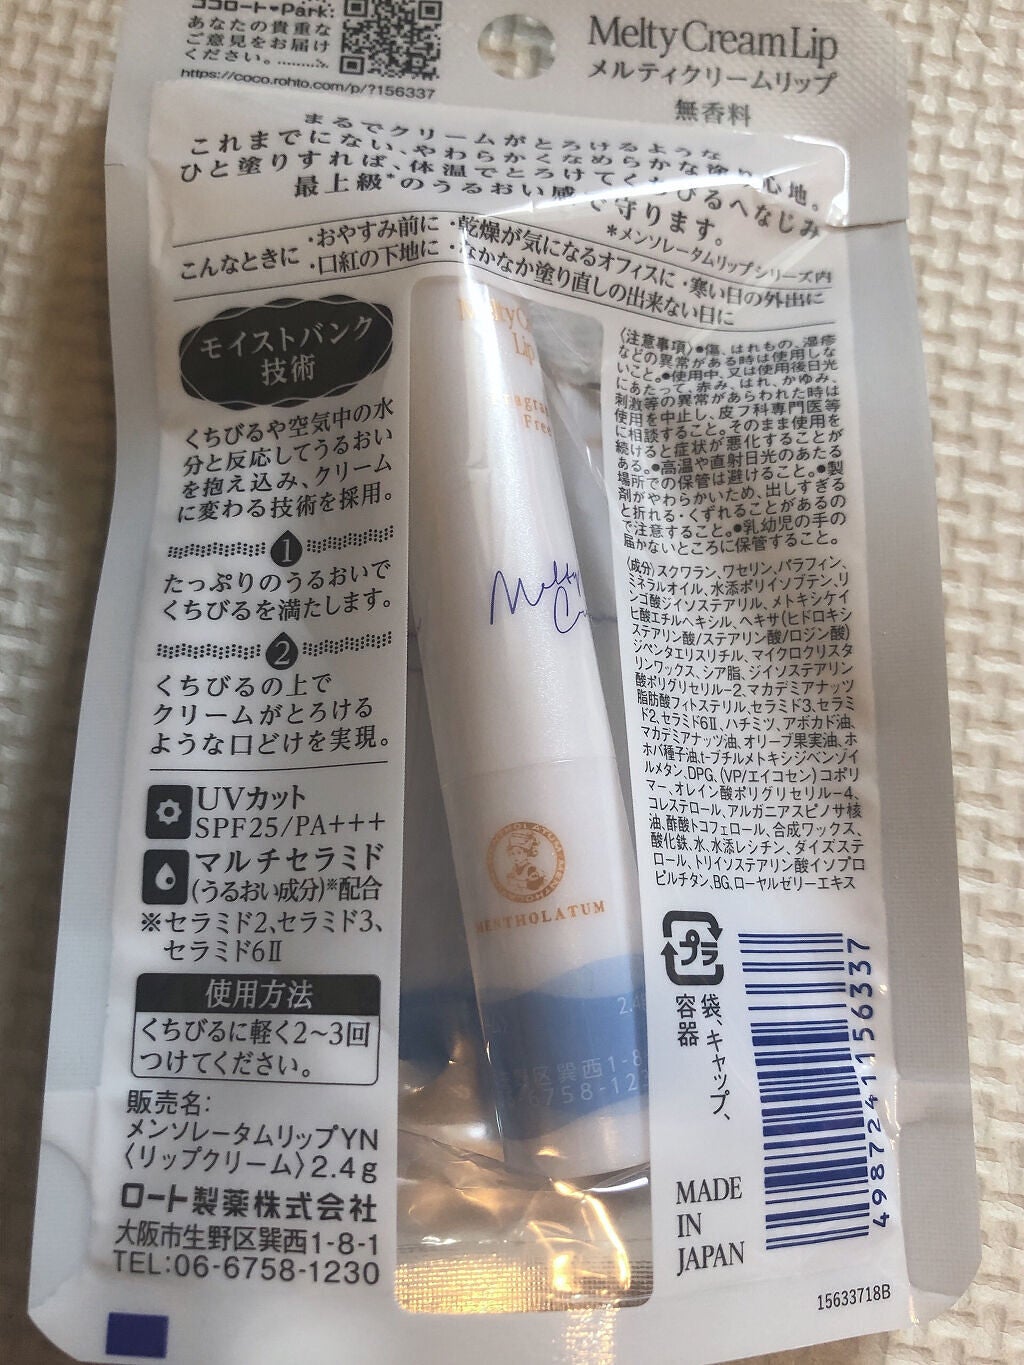 ココロート Park:
あなたの貴重な
ご意見をお届け
ください。
https://coco.rohto.com/p/?156337
Melty Cream Lip
メルティクリームリップ
無香料
まるでクリームがとろけるような
これまでにない、やわらかくなめらかな塗り心地。
ひと塗りすれば、体温でとろけてくちびるへなじみ
最上級*のうるおい感で守ります。
*メンソレータムリップシリーズ内
こんなときに
・おやすみ前に ・乾燥が気になるオフィスに ・寒い日の外出に
・口紅の下地に ・なかなか塗り直しの出来ない日に
モイストバンク
技術
くちびるや空気中の水
分と反応してうるおい
を抱え込み、クリーム
に変わる技術を採用。
1
たっぷりのうるおいで
くちびるを満たします。
2
くちびるの上で
クリームがとろける
ような口どけを実現。
UVカット
SPF25/PA+++
マルチセラミド
(うるおい成分)※配合
※セラミド2、セラミド3、
セラミド6Ⅱ
使用方法
くちびるに軽く2〜3回
つけてください。
販売名:
メンソレータムリップYN
〈リップクリーム〉2.4g
ロート製薬株式会社
大阪市生野区巽西1-8-1
TEL:06-6758-1230
Lip
Free
Melty
MENTHOLATUM
区巽西1-8
6758-12
〈注意事項〉●傷、はれもの、湿疹
などの異常がある時は使用しな
いこと。●使用中、又は使用後日光
にあたって、赤み、はれ、かゆみ、
刺激等の異常があらわれた時は
使用を中止し、皮フ科専門医等
に相談すること。そのまま使用を
続けると症状が悪化することが
ある。●高温や直射日光のあたる
場所での保管は避けること。●製
剤がやわらかいため、出しすぎる
と折れる・くずれることがあるの
で注意すること。●乳幼児の手の
届かないところに保管すること。
〈成分〉スクワラン、ワセリン、パラフィン、
ミネラルオイル、水添ポリイソブテン、リ
ンゴ酸ジイソステアリル、メトキシケイ
ヒ酸エチルヘキシル、ヘキサ(ヒドロキシ
ステアリン酸/ステアリン酸/ロジン酸)
ジペンタエリスリチル、マイクロクリスタ
リンワックス、シア脂、ジイソステアリン
酸ポリグリセリル-2、マカデミアナッツ
脂肪酸フィトステリル、セラミド3、セラミ
ド2、セラミド6Ⅱ、ハチミツ、アボカド油、
マカデミアナッツ油、オリーブ果実油、ホ
ホバ種子油、t-ブチルメトキシジベンゾイ
ルメタン、DPG、(VP/エイコセン)コポリ
マー、オレイン酸ポリグリセリル-4、
コレステロール、アルガニアスピノサ核
油、酢酸トコフェロール、合成ワックス、
酸化鉄、水、水添レシチン、ダイズステ
ロール、トリイソステアリン酸イソプロ
ピルチタン、BG、ローヤルゼリーエキス
プラ
袋、キャップ、
容器
MADE
IN
JAPAN
4987241156337
15633718B